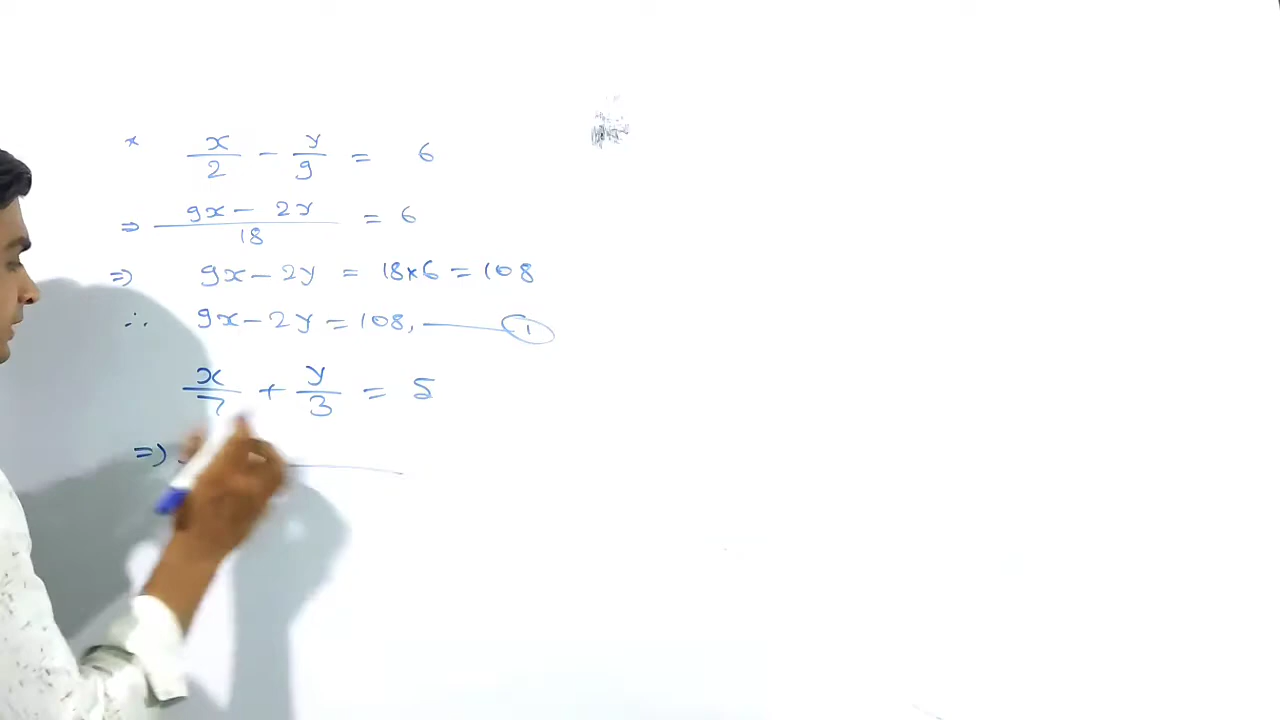 * x/2 - y/9 = 6
⇒ 9x - 2y/18 = 6
⇒ 9x - 2y = 18×6 = 108
∴ 9x - 2y = 108, —— ①
x/7 + y/3 = 5
⇒